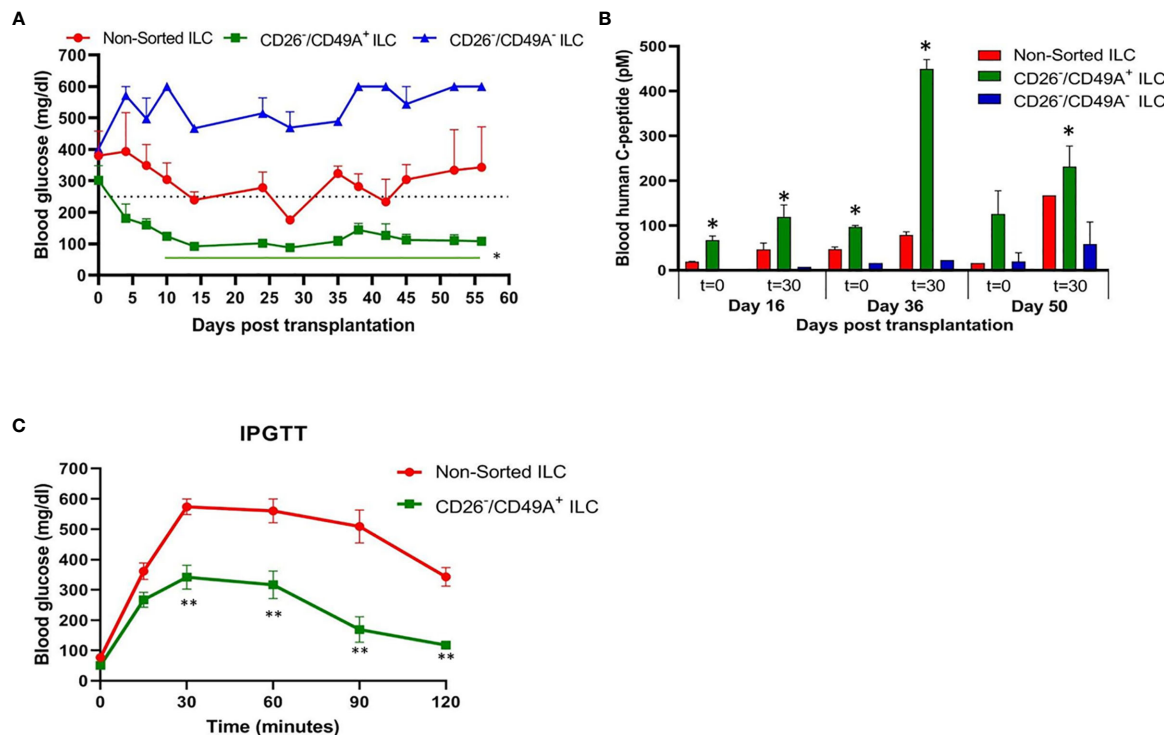 A
Non-Sorted ILC CD26⁻/CD49A⁺ ILC CD26⁻/CD49A⁻ ILC
700
600
500
400
300
200
100
0
Blood glucose (mg/dl)
*
0 5 10 15 20 25 30 35 40 45 50 55 60
Days post transplantation
B
500
400
300
200
100
0
Blood human C-peptide (pM)
* * * * *
Non-Sorted ILC
CD26⁻/CD49A⁺ ILC
CD26⁻/CD49A⁻ ILC
t=0 t=30 t=0 t=30 t=0 t=30
Day 16 Day 36 Day 50
Days post transplantation
C
IPGTT
700
600
500
400
300
200
100
0
Blood glucose (mg/dl)
Non-Sorted ILC
CD26⁻/CD49A⁺ ILC
** ** ** **
0 30 60 90 120
Time (minutes)